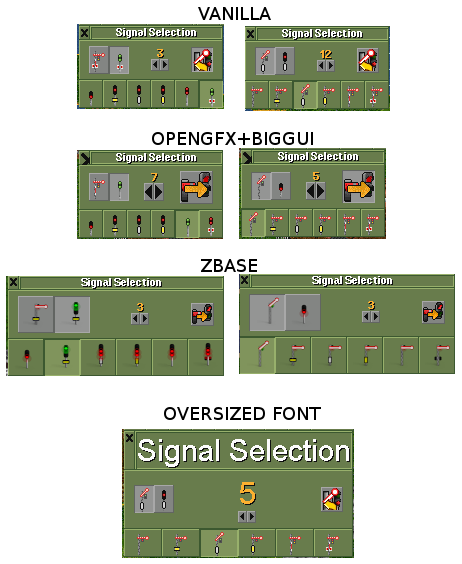 VANILLA
Signal Selection
Signal Selection
3
12
OPENGFX+BIGGUI
Signal Selection
Signal Selection
7
5
ZBASE
Signal Selection
Signal Selection
3
3
OVERSIZED FONT
Signal Selection
5